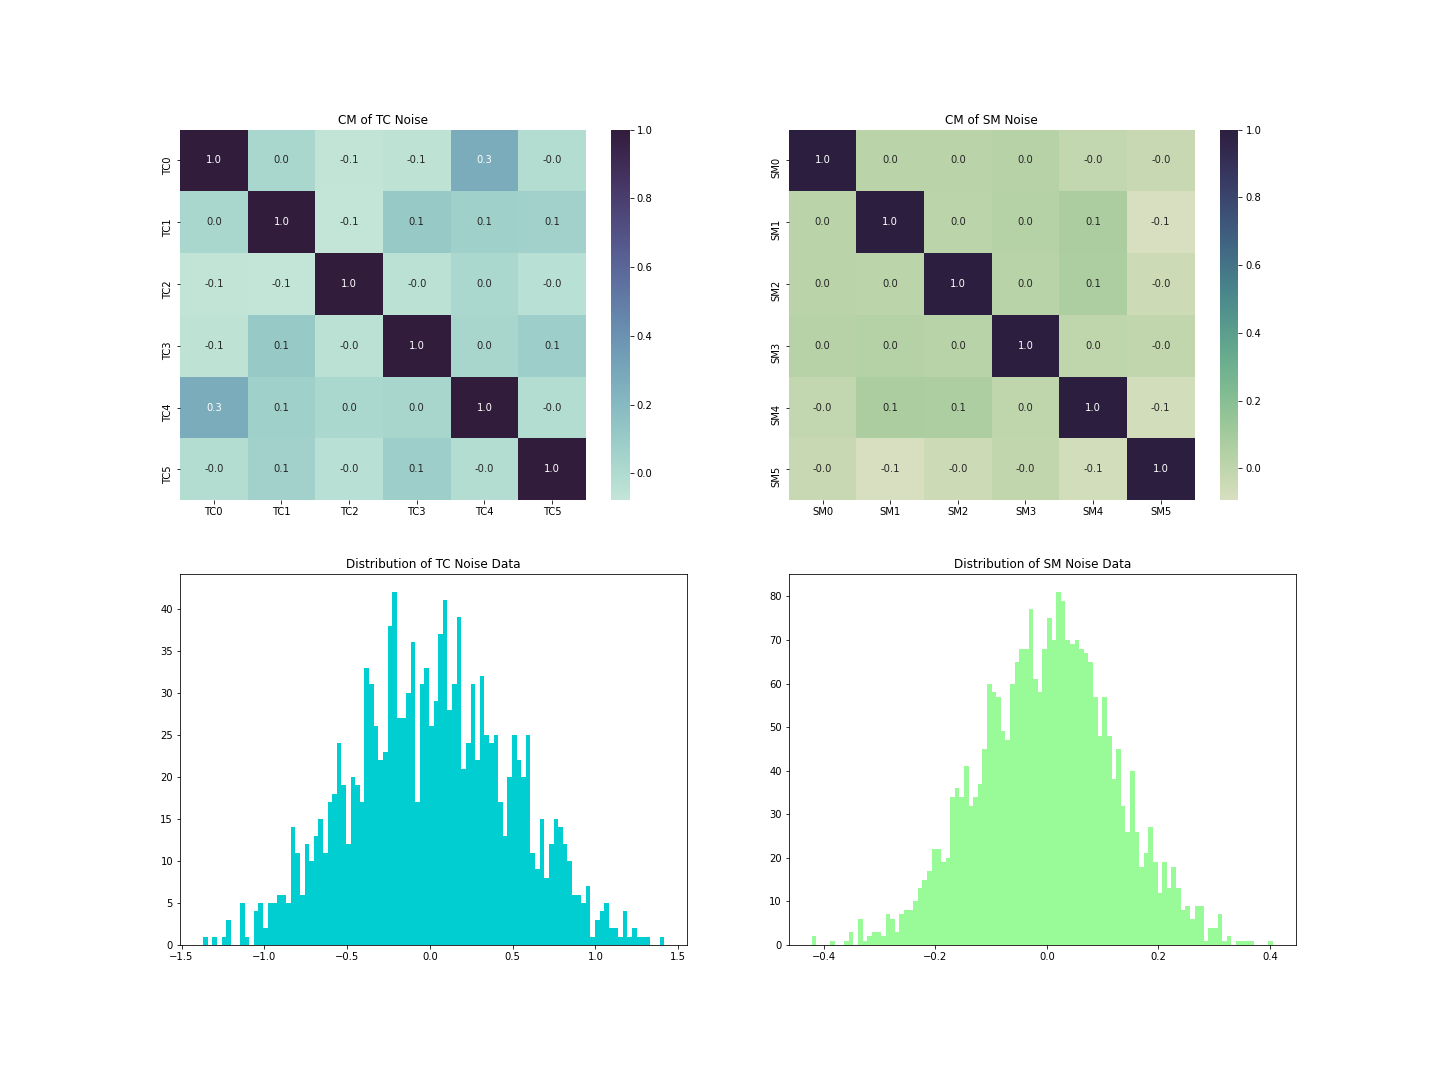 CM of TC Noise
TC0 1.0 0.0 -0.1 -0.1 0.3 -0.0
TC1 0.0 1.0 -0.1 0.1 0.1 0.1
TC2 -0.1 -0.1 1.0 -0.0 0.0 -0.0
TC3 -0.1 0.1 -0.0 1.0 0.0 0.1
TC4 0.3 0.1 0.0 0.0 1.0 -0.0
TC5 -0.0 0.1 -0.0 0.1 -0.0 1.0
TC0 TC1 TC2 TC3 TC4 TC5
1.0
0.8
0.6
0.4
0.2
0.0
CM of SM Noise
SM0 1.0 0.0 0.0 0.0 -0.0 -0.0
SM1 0.0 1.0 0.0 0.0 0.1 -0.1
SM2 0.0 0.0 1.0 0.0 0.1 -0.0
SM3 0.0 0.0 0.0 1.0 0.0 -0.0
SM4 -0.0 0.1 0.1 0.0 1.0 -0.1
SM5 -0.0 -0.1 -0.0 -0.0 -0.1 1.0
SM0 SM1 SM2 SM3 SM4 SM5
1.0
0.8
0.6
0.4
0.2
0.0
Distribution of TC Noise Data
40
35
30
25
20
15
10
5
0
−1.5 −1.0 −0.5 0.0 0.5 1.0 1.5
Distribution of SM Noise Data
80
70
60
50
40
30
20
10
0
−0.4 −0.2 0.0 0.2 0.4